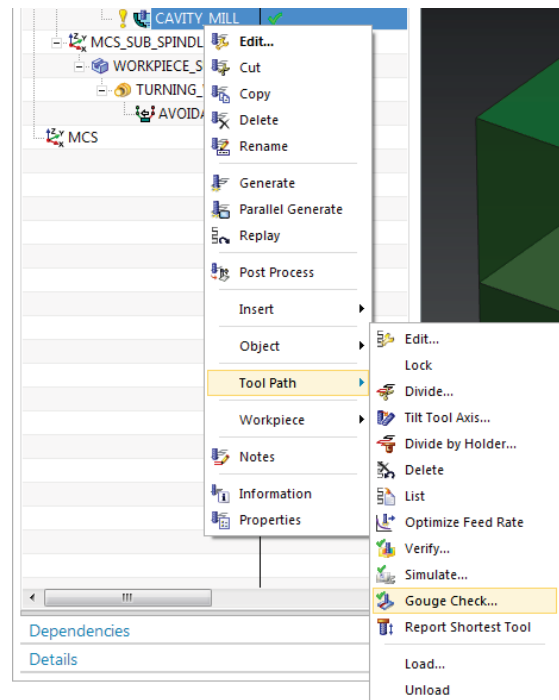 CAVITY_MILL
MCS_SUB_SPINDL
Edit...
WORKPIECE_S
Cut
TURNING_
Copy
AVOIDA
Delete
MCS
Rename
Generate
Parallel Generate
Replay
Post Process
Insert
Object
Tool Path
Workpiece
Notes
Information
Properties
Edit...
Lock
Divide...
Tilt Tool Axis...
Divide by Holder...
Delete
List
Optimize Feed Rate
Verify...
Simulate...
Gouge Check...
Report Shortest Tool
Load...
Unload
Dependencies
Details